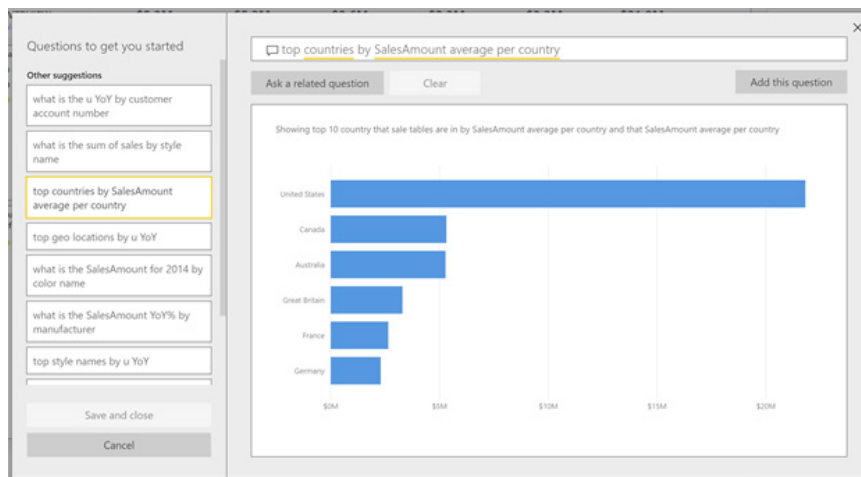 Questions to get you started
Other suggestions
what is the u YoY by customer
account number
what is the sum of sales by style
name
top countries by SalesAmount
average per country
top geo locations by u YoY
what is the SalesAmount for 2014 by
color name
what is the SalesAmount YoY% by
manufacturer
top style names by u YoY
Save and close
Cancel
top countries by SalesAmount average per country
Ask a related question
Clear
Add this question
Showing top 10 country that sale tables are in by SalesAmount average per country and that SalesAmount average per country
United States
Canada
Australia
Great Britain
France
Germany
$0M
$5M
$10M
$15M
$20M